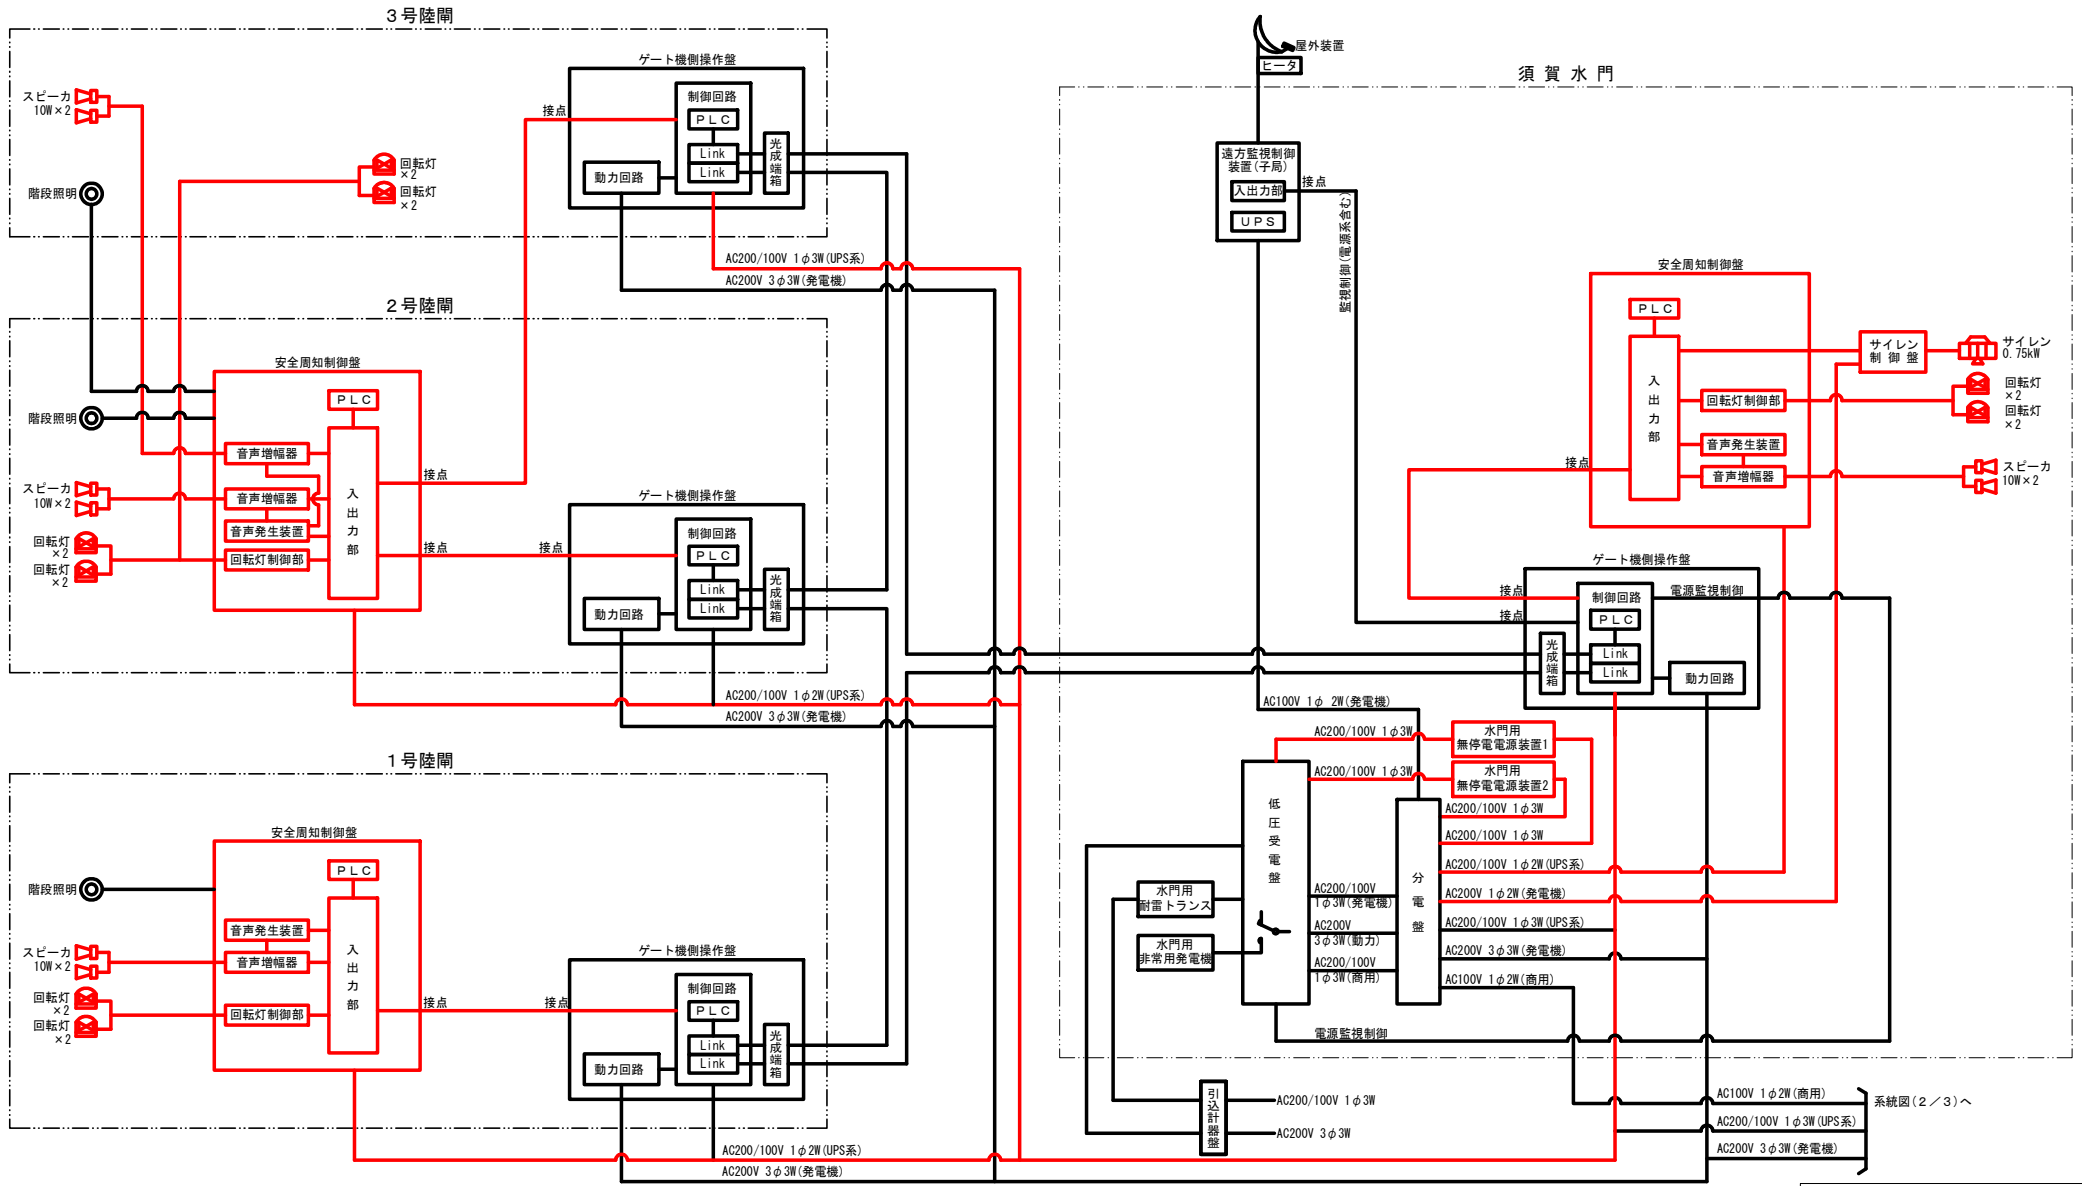 3号陸閘
ゲート機側操作盤
スピーカ
10W×2
接点
制御回路
PLC
Link
Link
光成端箱
動力回路
回転灯
×2
回転灯
×2
階段照明
AC200/100V 1φ3W(UPS系)
AC200V 3φ3W(発電機)
2号陸閘
安全周知制御盤
PLC
階段照明
音声増幅器
入出力部
接点
スピーカ
10W×2
音声増幅器
音声発生装置
回転灯
×2
回転灯
×2
回転灯制御部
接点
接点
ゲート機側操作盤
制御回路
PLC
Link
Link
光成端箱
動力回路
AC200/100V 1φ2W(UPS系)
AC200V 3φ3W(発電機)
1号陸閘
安全周知制御盤
PLC
階段照明
音声発生装置
入出力部
スピーカ
10W×2
音声増幅器
回転灯
×2
回転灯
×2
回転灯制御部
接点
接点
ゲート機側操作盤
制御回路
PLC
Link
Link
光成端箱
動力回路
AC200/100V 1φ2W(UPS系)
AC200V 3φ3W(発電機)
屋外装置
ヒータ
須賀水門
遠方監視制御
装置(子局)
入出力部
接点
UPS
監視制御(電源系含む)
安全周知制御盤
PLC
入出力部
サイレン
制御盤
サイレン
0.75kW
回転灯制御部
回転灯
×2
回転灯
×2
音声発生装置
音声増幅器
スピーカ
10W×2
接点
ゲート機側操作盤
接点
接点
制御回路
電源監視制御
PLC
Link
Link
光成端箱
動力回路
AC100V 1φ 2W(発電機)
AC200/100V 1φ3W
水門用
無停電電源装置1
AC200/100V 1φ3W
水門用
無停電電源装置2
低圧受電盤
分電盤
AC200/100V 1φ3W
AC200/100V 1φ3W
AC200/100V 1φ2W(UPS系)
AC200V 1φ2W(発電機)
AC200/100V 1φ3W(UPS系)
AC200V 3φ3W(発電機)
AC100V 1φ2W(商用)
水門用
耐雷トランス
水門用
非常用発電機
AC200/100V
1φ3W(発電機)
AC200V
3φ3W(動力)
AC200/100V
1φ3W(商用)
電源監視制御
引込計器盤
AC200/100V 1φ3W
AC200V 3φ3W
AC100V 1φ2W(商用)
AC200/100V 1φ3W(UPS系)
AC200V 3φ3W(発電機)
系統図(2/3)へ